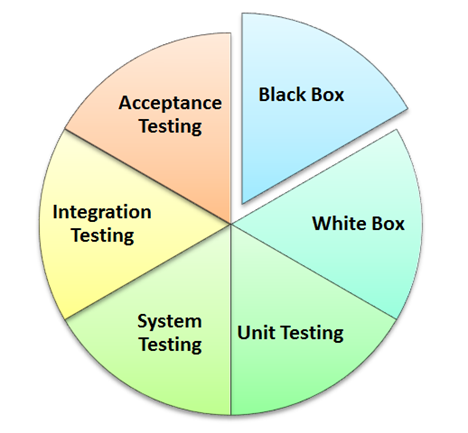 Black Box
White Box
Unit Testing
System
Testing
Integration
Testing
Acceptance
Testing